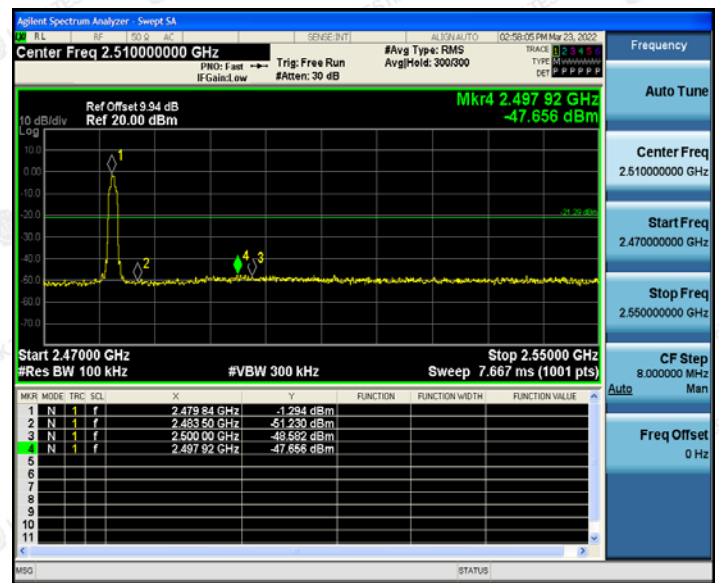 Agilent Spectrum Analyzer - Swept SA
RL RF 50 Ω AC SENSE:INT ALIGN AUTO 02:58:05 PM Mar 23, 2022
Center Freq 2.510000000 GHz
PNO: Fast
IFGain:Low
Trig: Free Run
#Atten: 30 dB
#Avg Type: RMS
Avg|Hold: 300/300
TRACE 1 2 3 4 5 6
TYPE M WWWWW
DET P P P P P P
Ref Offset 9.94 dB
10 dB/div Ref 20.00 dBm
Log
Mkr4 2.497 92 GHz
-47.656 dBm
10.0
0.00
-10.0
-20.0
-30.0
-40.0
-50.0
-60.0
-70.0
1
2
4
3
-21.29 dBm
Start 2.47000 GHz Stop 2.55000 GHz
#Res BW 100 kHz #VBW 300 kHz Sweep 7.667 ms (1001 pts)
MKR MODE TRC SCL X Y FUNCTION FUNCTION WIDTH FUNCTION VALUE
1 N 1 f 2.479 84 GHz -1.294 dBm
2 N 1 f 2.483 50 GHz -51.230 dBm
3 N 1 f 2.500 00 GHz -48.582 dBm
4 N 1 f 2.497 92 GHz -47.656 dBm
5
6
7
8
9
10
11
MSG STATUS
Frequency
Auto Tune
Center Freq
2.510000000 GHz
Start Freq
2.470000000 GHz
Stop Freq
2.550000000 GHz
CF Step
8.000000 MHz
Auto Man
Freq Offset
0 Hz